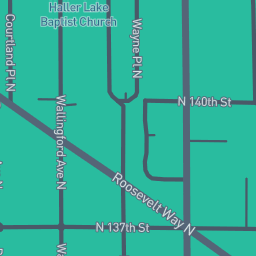 Haller Lake
Baptist Church
Courtland Pl N
Wayne Pl N
N 140th St
Wallingford Ave N
Roosevelt Way N
N 137th St